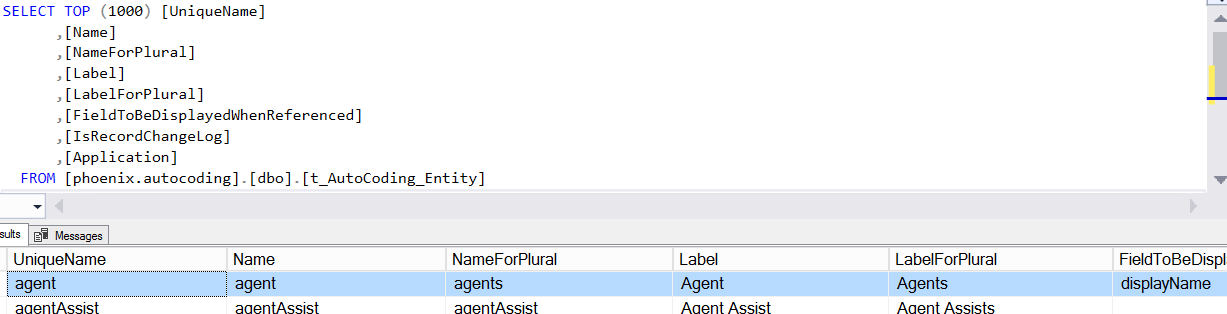 SELECT TOP (1000) [UniqueName]
,[Name]
,[NameForPlural]
,[Label]
,[LabelForPlural]
,[FieldToBeDisplayedWhenReferenced]
,[IsRecordChangeLog]
,[Application]
FROM [phoenix.autocoding].[dbo].[t_AutoCoding_Entity]
sults Messages
UniqueName Name NameForPlural Label LabelForPlural FieldToBeDispl
agent agent agents Agent Agents displayName
agentAssist agentAssist agentAssists Agent Assist Agent Assists